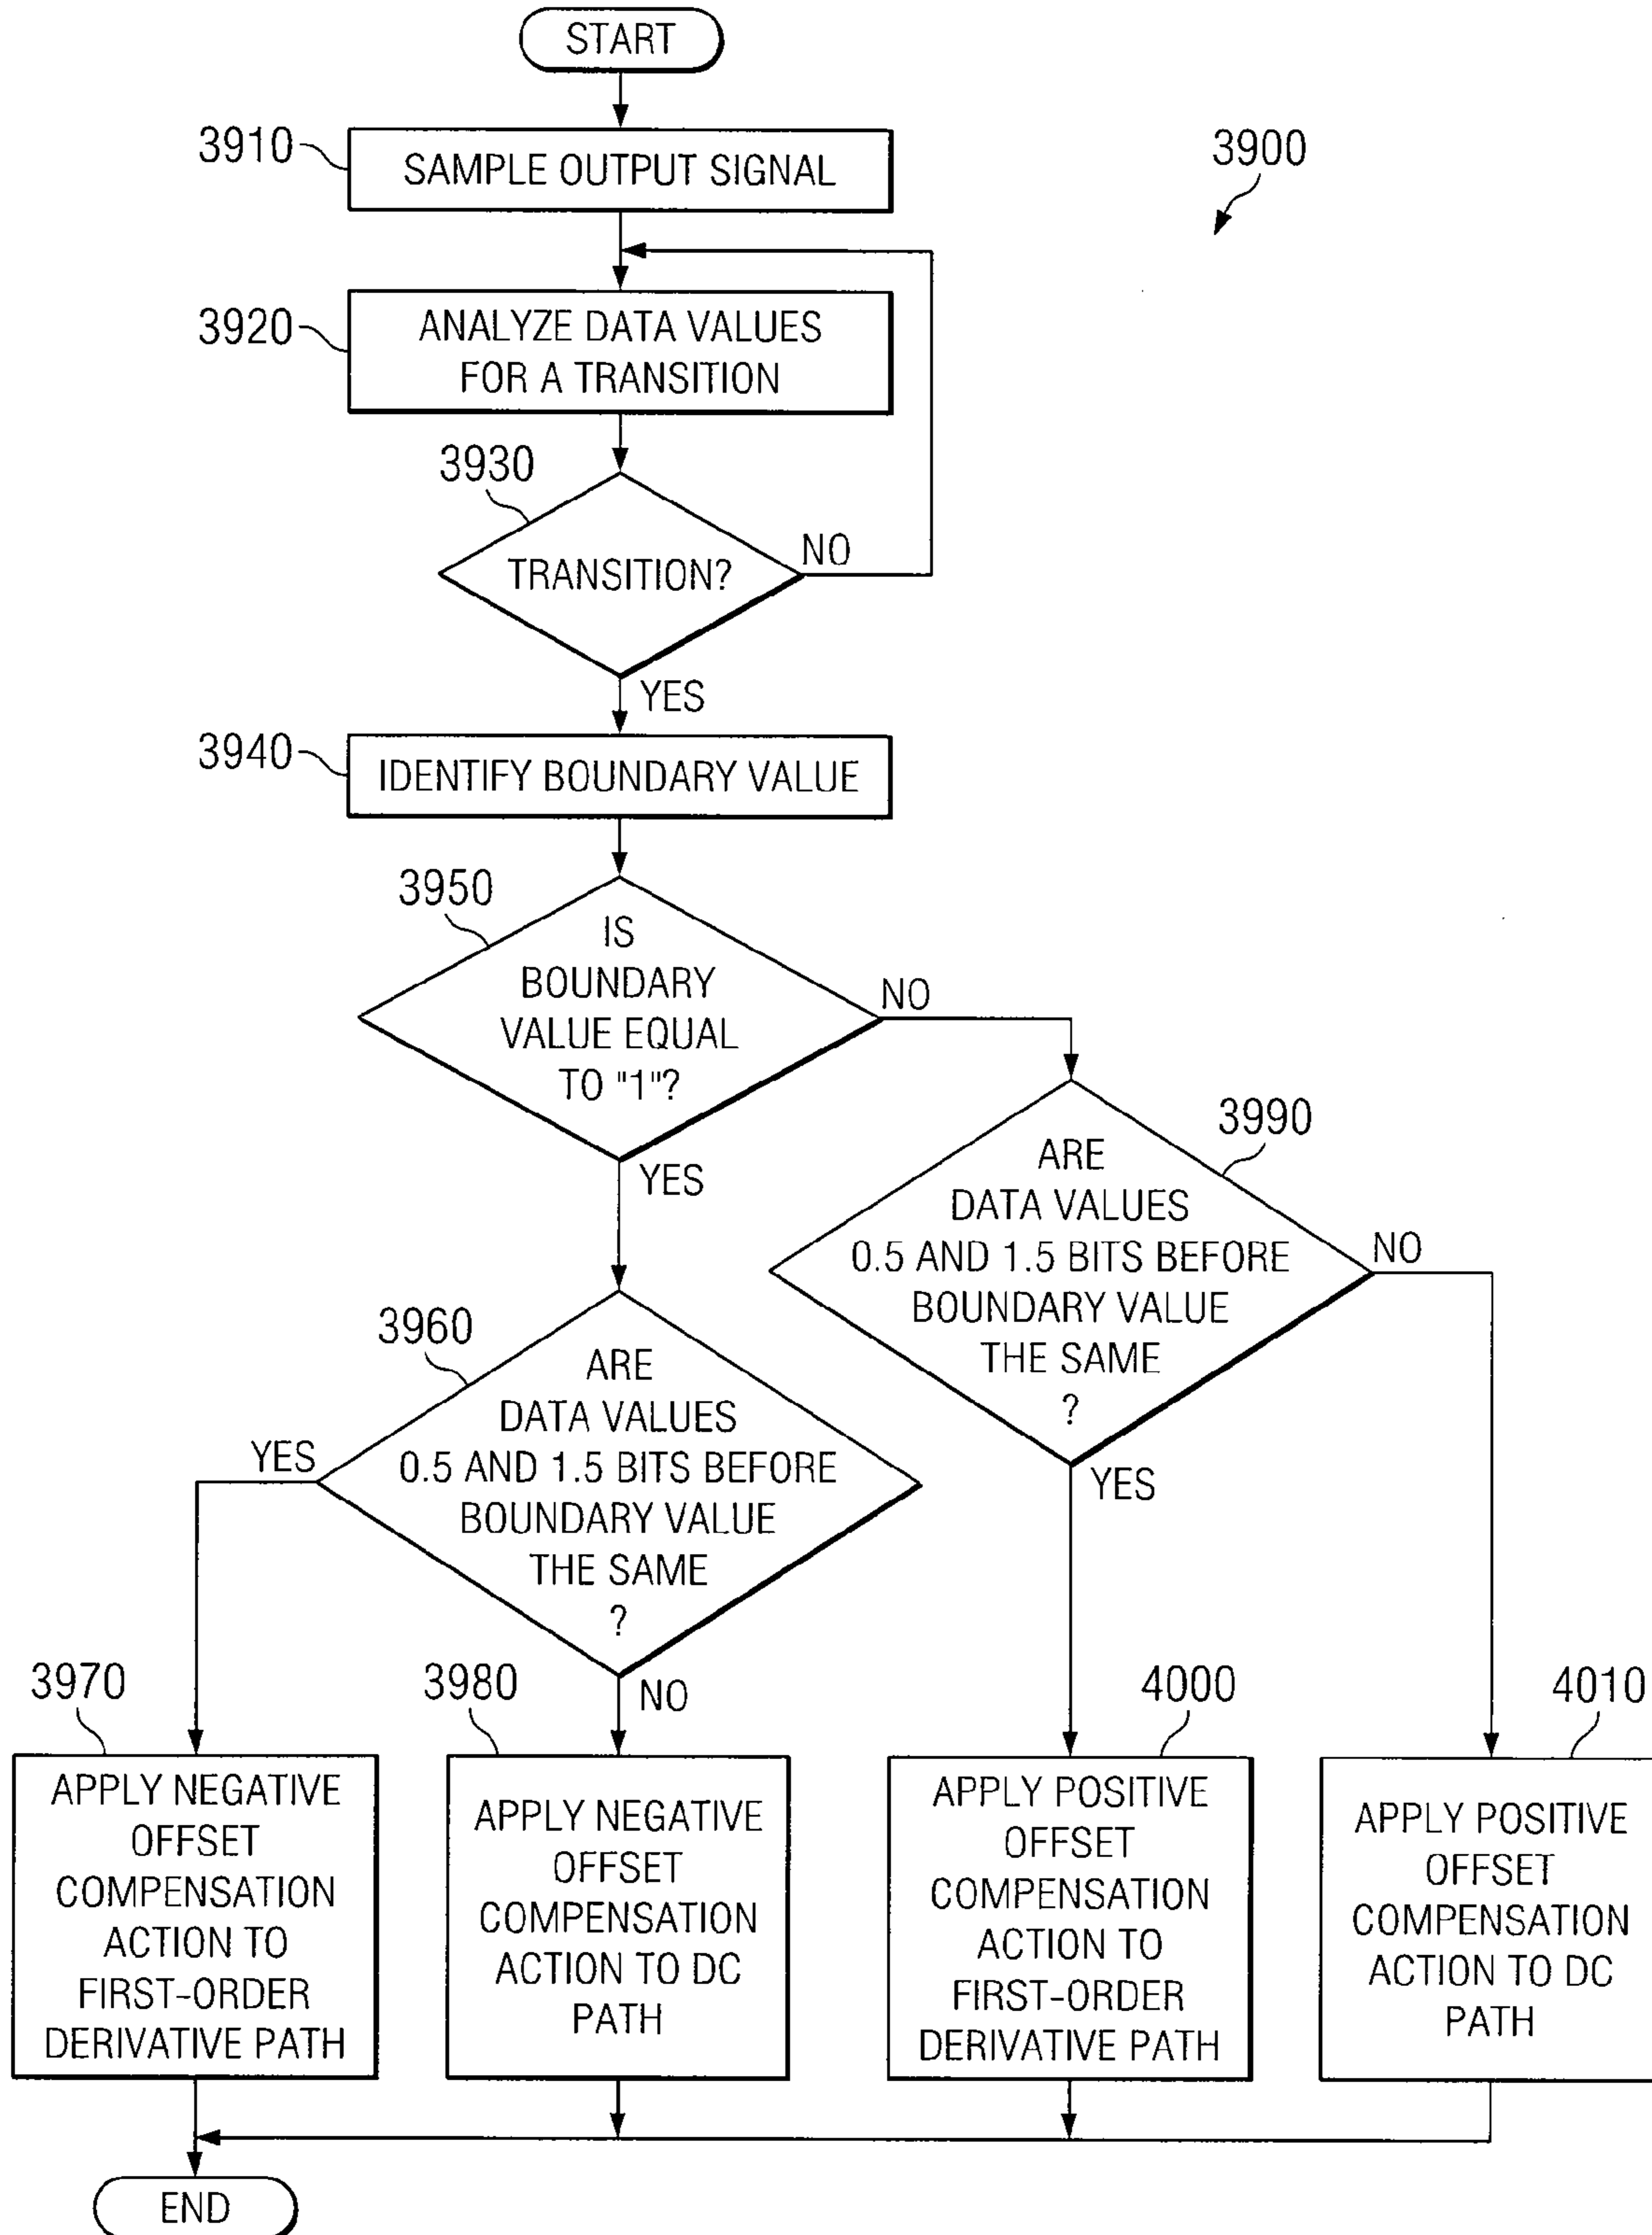 START
3910
SAMPLE OUTPUT SIGNAL
3900
3920
ANALYZE DATA VALUES
FOR A TRANSITION
3930
TRANSITION?
NO
YES
3940
IDENTIFY BOUNDARY VALUE
3950
IS
BOUNDARY
VALUE EQUAL
TO "1"?
NO
YES
3990
ARE
DATA VALUES
0.5 AND 1.5 BITS BEFORE
BOUNDARY VALUE
THE SAME
?
NO
YES
3960
ARE
DATA VALUES
0.5 AND 1.5 BITS BEFORE
BOUNDARY VALUE
THE SAME
?
YES
NO
3970
APPLY NEGATIVE
OFFSET
COMPENSATION
ACTION TO
FIRST-ORDER
DERIVATIVE PATH
3980
APPLY NEGATIVE
OFFSET
COMPENSATION
ACTION TO DC
PATH
4000
APPLY POSITIVE
OFFSET
COMPENSATION
ACTION TO
FIRST-ORDER
DERIVATIVE PATH
4010
APPLY POSITIVE
OFFSET
COMPENSATION
ACTION TO DC
PATH
END